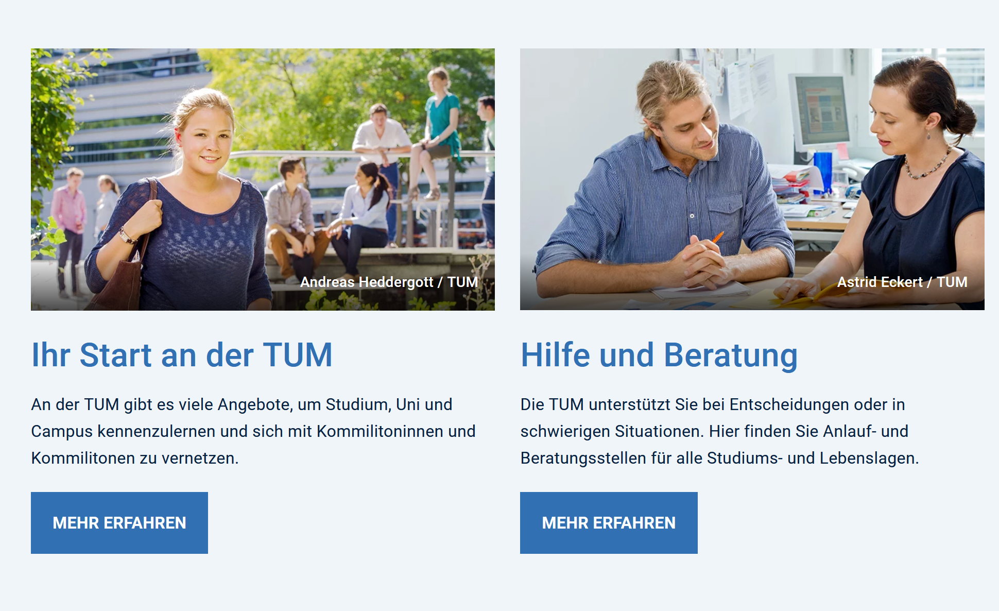 Andreas Heddergott / TUM
Ihr Start an der TUM
An der TUM gibt es viele Angebote, um Studium, Uni und
Campus kennenzulernen und sich mit Kommilitoninnen und
Kommilitonen zu vernetzen.
MEHR ERFAHREN
Astrid Eckert / TUM
Hilfe und Beratung
Die TUM unterstützt Sie bei Entscheidungen oder in
schwierigen Situationen. Hier finden Sie Anlauf- und
Beratungsstellen für alle Studiums- und Lebenslagen.
MEHR ERFAHREN